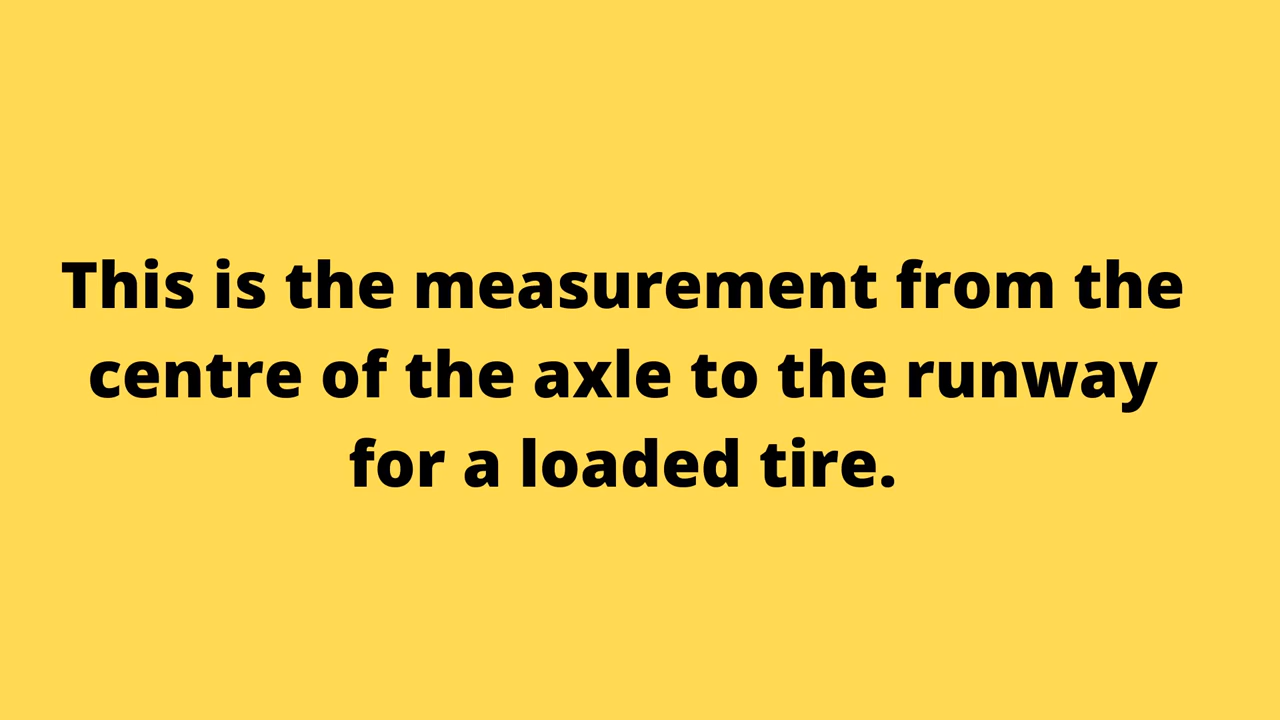 This is the measurement from the
centre of the axle to the runway
for a loaded tire.